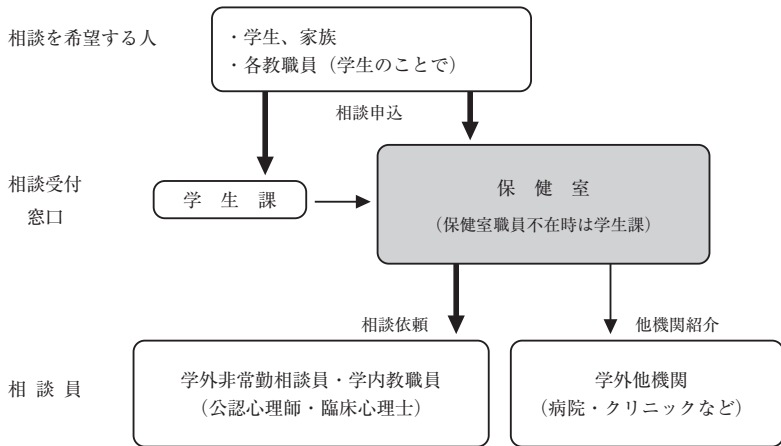 相談を希望する人
・学生、家族
・各教職員（学生のことで）
相談申込
相談受付
窓口
学 生 課
保 健 室
（保健室職員不在時は学生課）
相談依頼
他機関紹介
相 談 員
学外非常勤相談員・学内教職員
（公認心理師・臨床心理士）
学外他機関
（病院・クリニックなど）